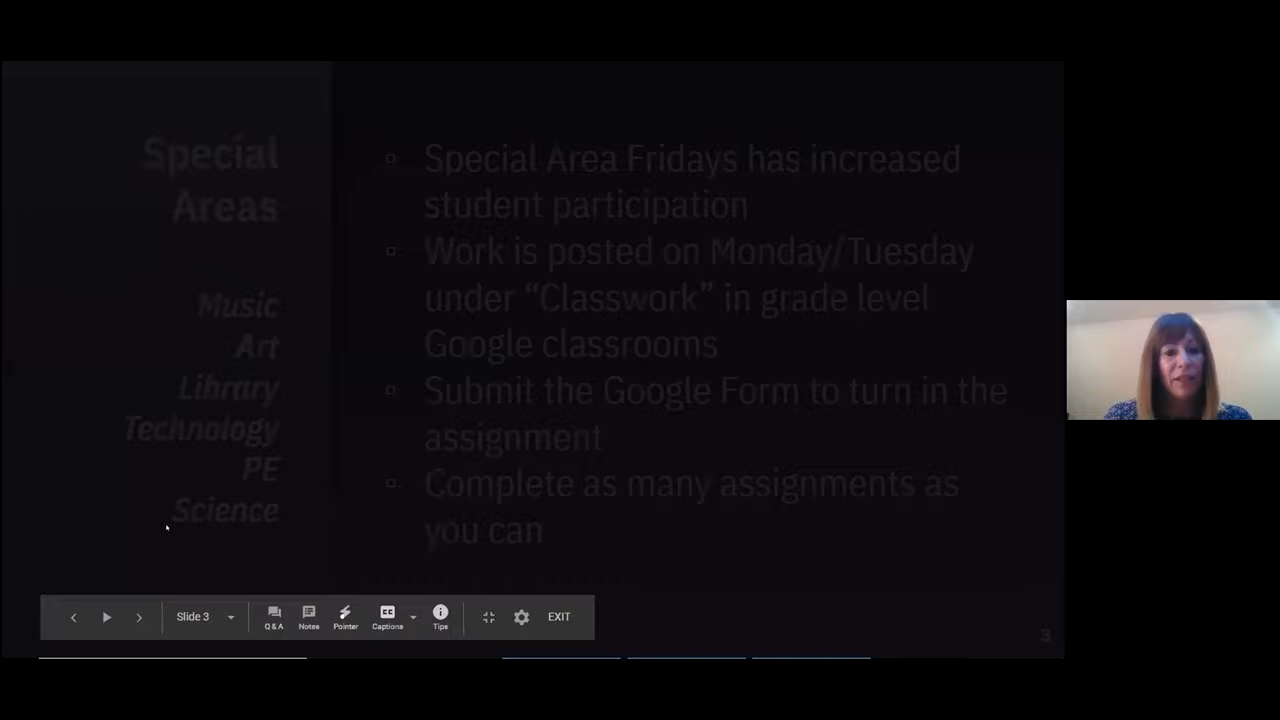 Special
Areas
Music
Art
Library
Technology
PE
Science
Special Area Fridays has increased
student participation
Work is posted on Monday/Tuesday
under “Classwork” in grade level
Google classrooms
Submit the Google Form to turn in the
assignment
Complete as many assignments as
you can
Slide 3
Q & A
Notes
Pointer
Captions
Tips
EXIT
3